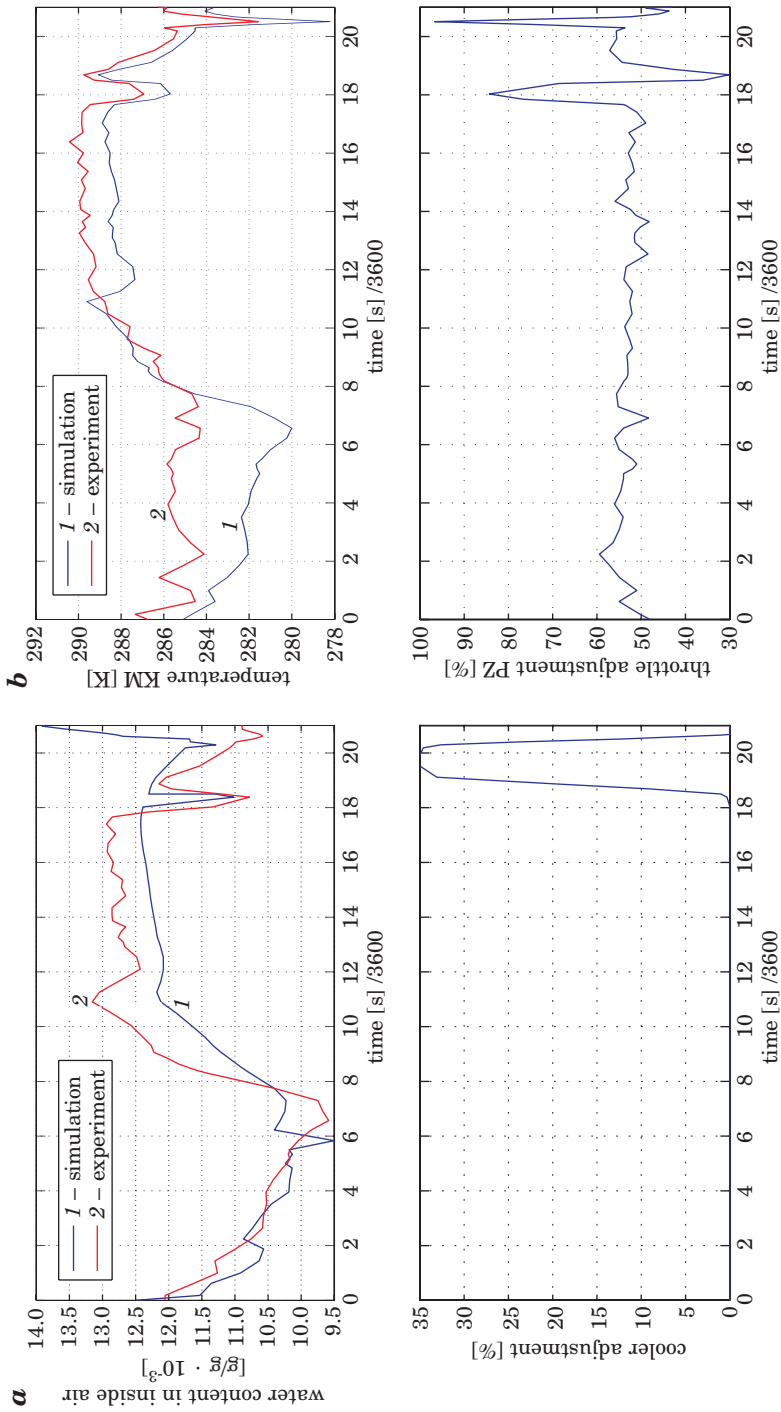 a
water content in inside air
[g/g · 10-3]
14.0
13.5
13.0
12.5
12.0
11.5
11.0
10.5
10.0
9.5
1 – simulation
2 – experiment
2
1
0 2 4 6 8 10 12 14 16 18 20
time [s] /3600
cooler adjustment [%]
35
30
25
20
15
10
5
0
0 2 4 6 8 10 12 14 16 18 20
time [s] /3600
b
temperature KM [K]
292
290
288
286
284
282
280
278
1 – simulation
2 – experiment
2
1
0 2 4 6 8 10 12 14 16 18 20
time [s] /3600
throttle adjustment PZ [%]
100
90
80
70
60
50
40
30
0 2 4 6 8 10 12 14 16 18 20
time [s] /3600